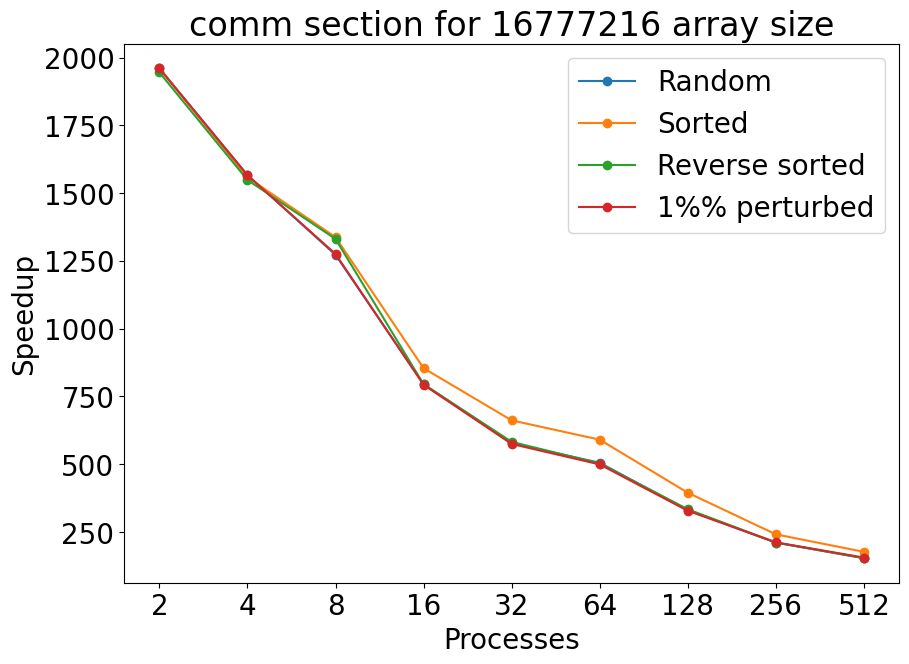 comm section for 16777216 array size
Random
Sorted
Reverse sorted
1%% perturbed
Speedup
2000
1750
1500
1250
1000
750
500
250
2 4 8 16 32 64 128 256 512
Processes